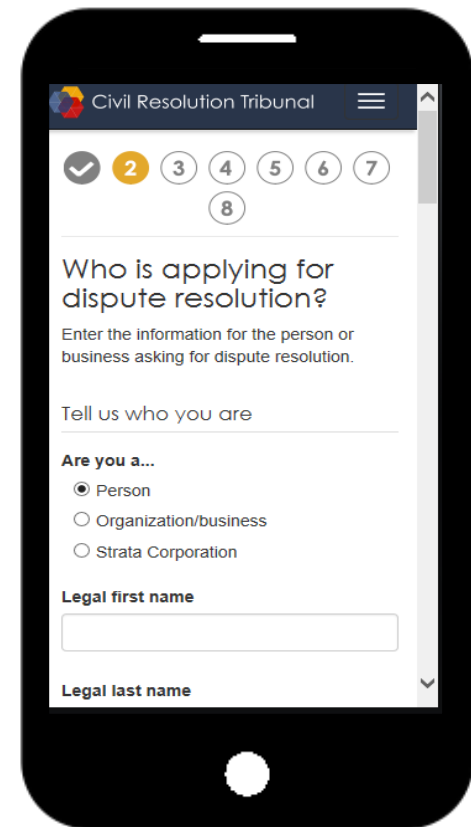 Civil Resolution Tribunal
2 3 4 5 6 7
8
Who is applying for
dispute resolution?
Enter the information for the person or
business asking for dispute resolution.
Tell us who you are
Are you a...
Person
Organization/business
Strata Corporation
Legal first name
Legal last name